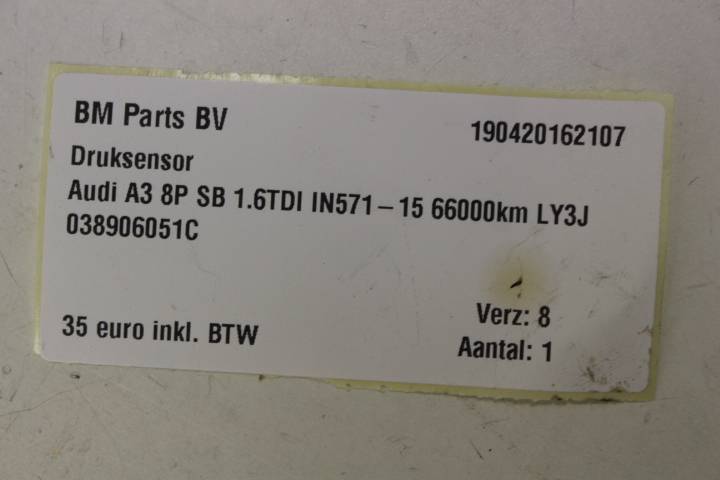 BM Parts BV 190420162107
Druksensor
Audi A3 8P SB 1.6TDI IN571-15 66000km LY3J
038906051C
Verz: 8
35 euro inkl. BTW
Aantal: 1